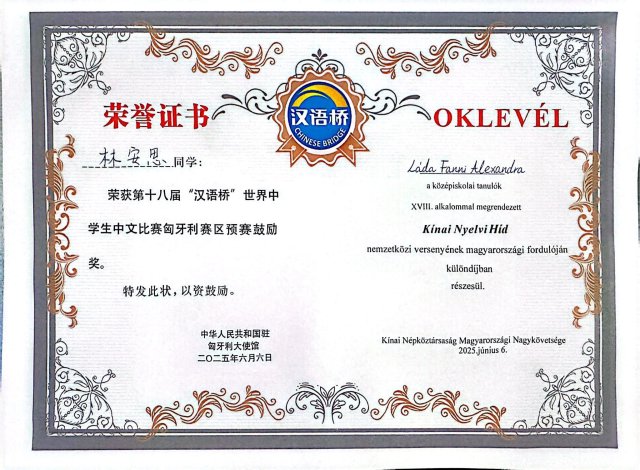 汉语桥
CHINESE BRIDGE
荣誉证书
林安恩 同学：
荣获第十八届“汉语桥”世界中
学生中文比赛匈牙利赛区预赛鼓励
奖。
特发此状，以资鼓励。
中华人民共和国驻
匈牙利大使馆
二〇二五年六月六日
OKLEVÉL
Láda Fanni Alexandra
a középiskolai tanulók
XVIII. alkalommal megrendezett
Kínai Nyelvi Híd
nemzetközi versenyének magyarországi fordulóján
különdíjban
részesül.
Kínai Népköztársaság Magyarországi Nagykövetsége
2025.június 6.